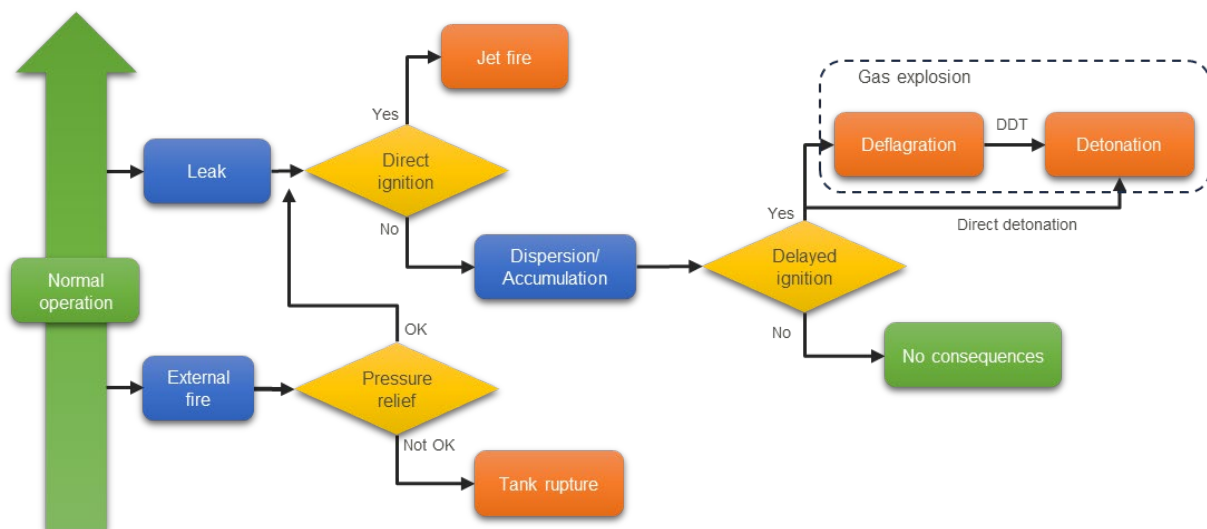 Jet fire
Gas explosion
Yes
Deflagration
DDT
Detonation
Leak
Direct
ignition
Yes
Direct detonation
No
Dispersion/
Accumulation
Delayed
ignition
Normal
operation
No
OK
No consequences
External
fire
Pressure
relief
Not OK
Tank rupture